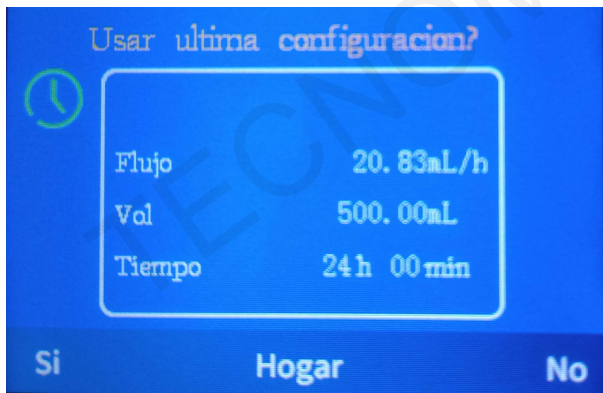 Usar ultima configuracion?
Flujo 20.83mL/h
Vol 500.00mL
Tiempo 24h 00min
Si Hogar No